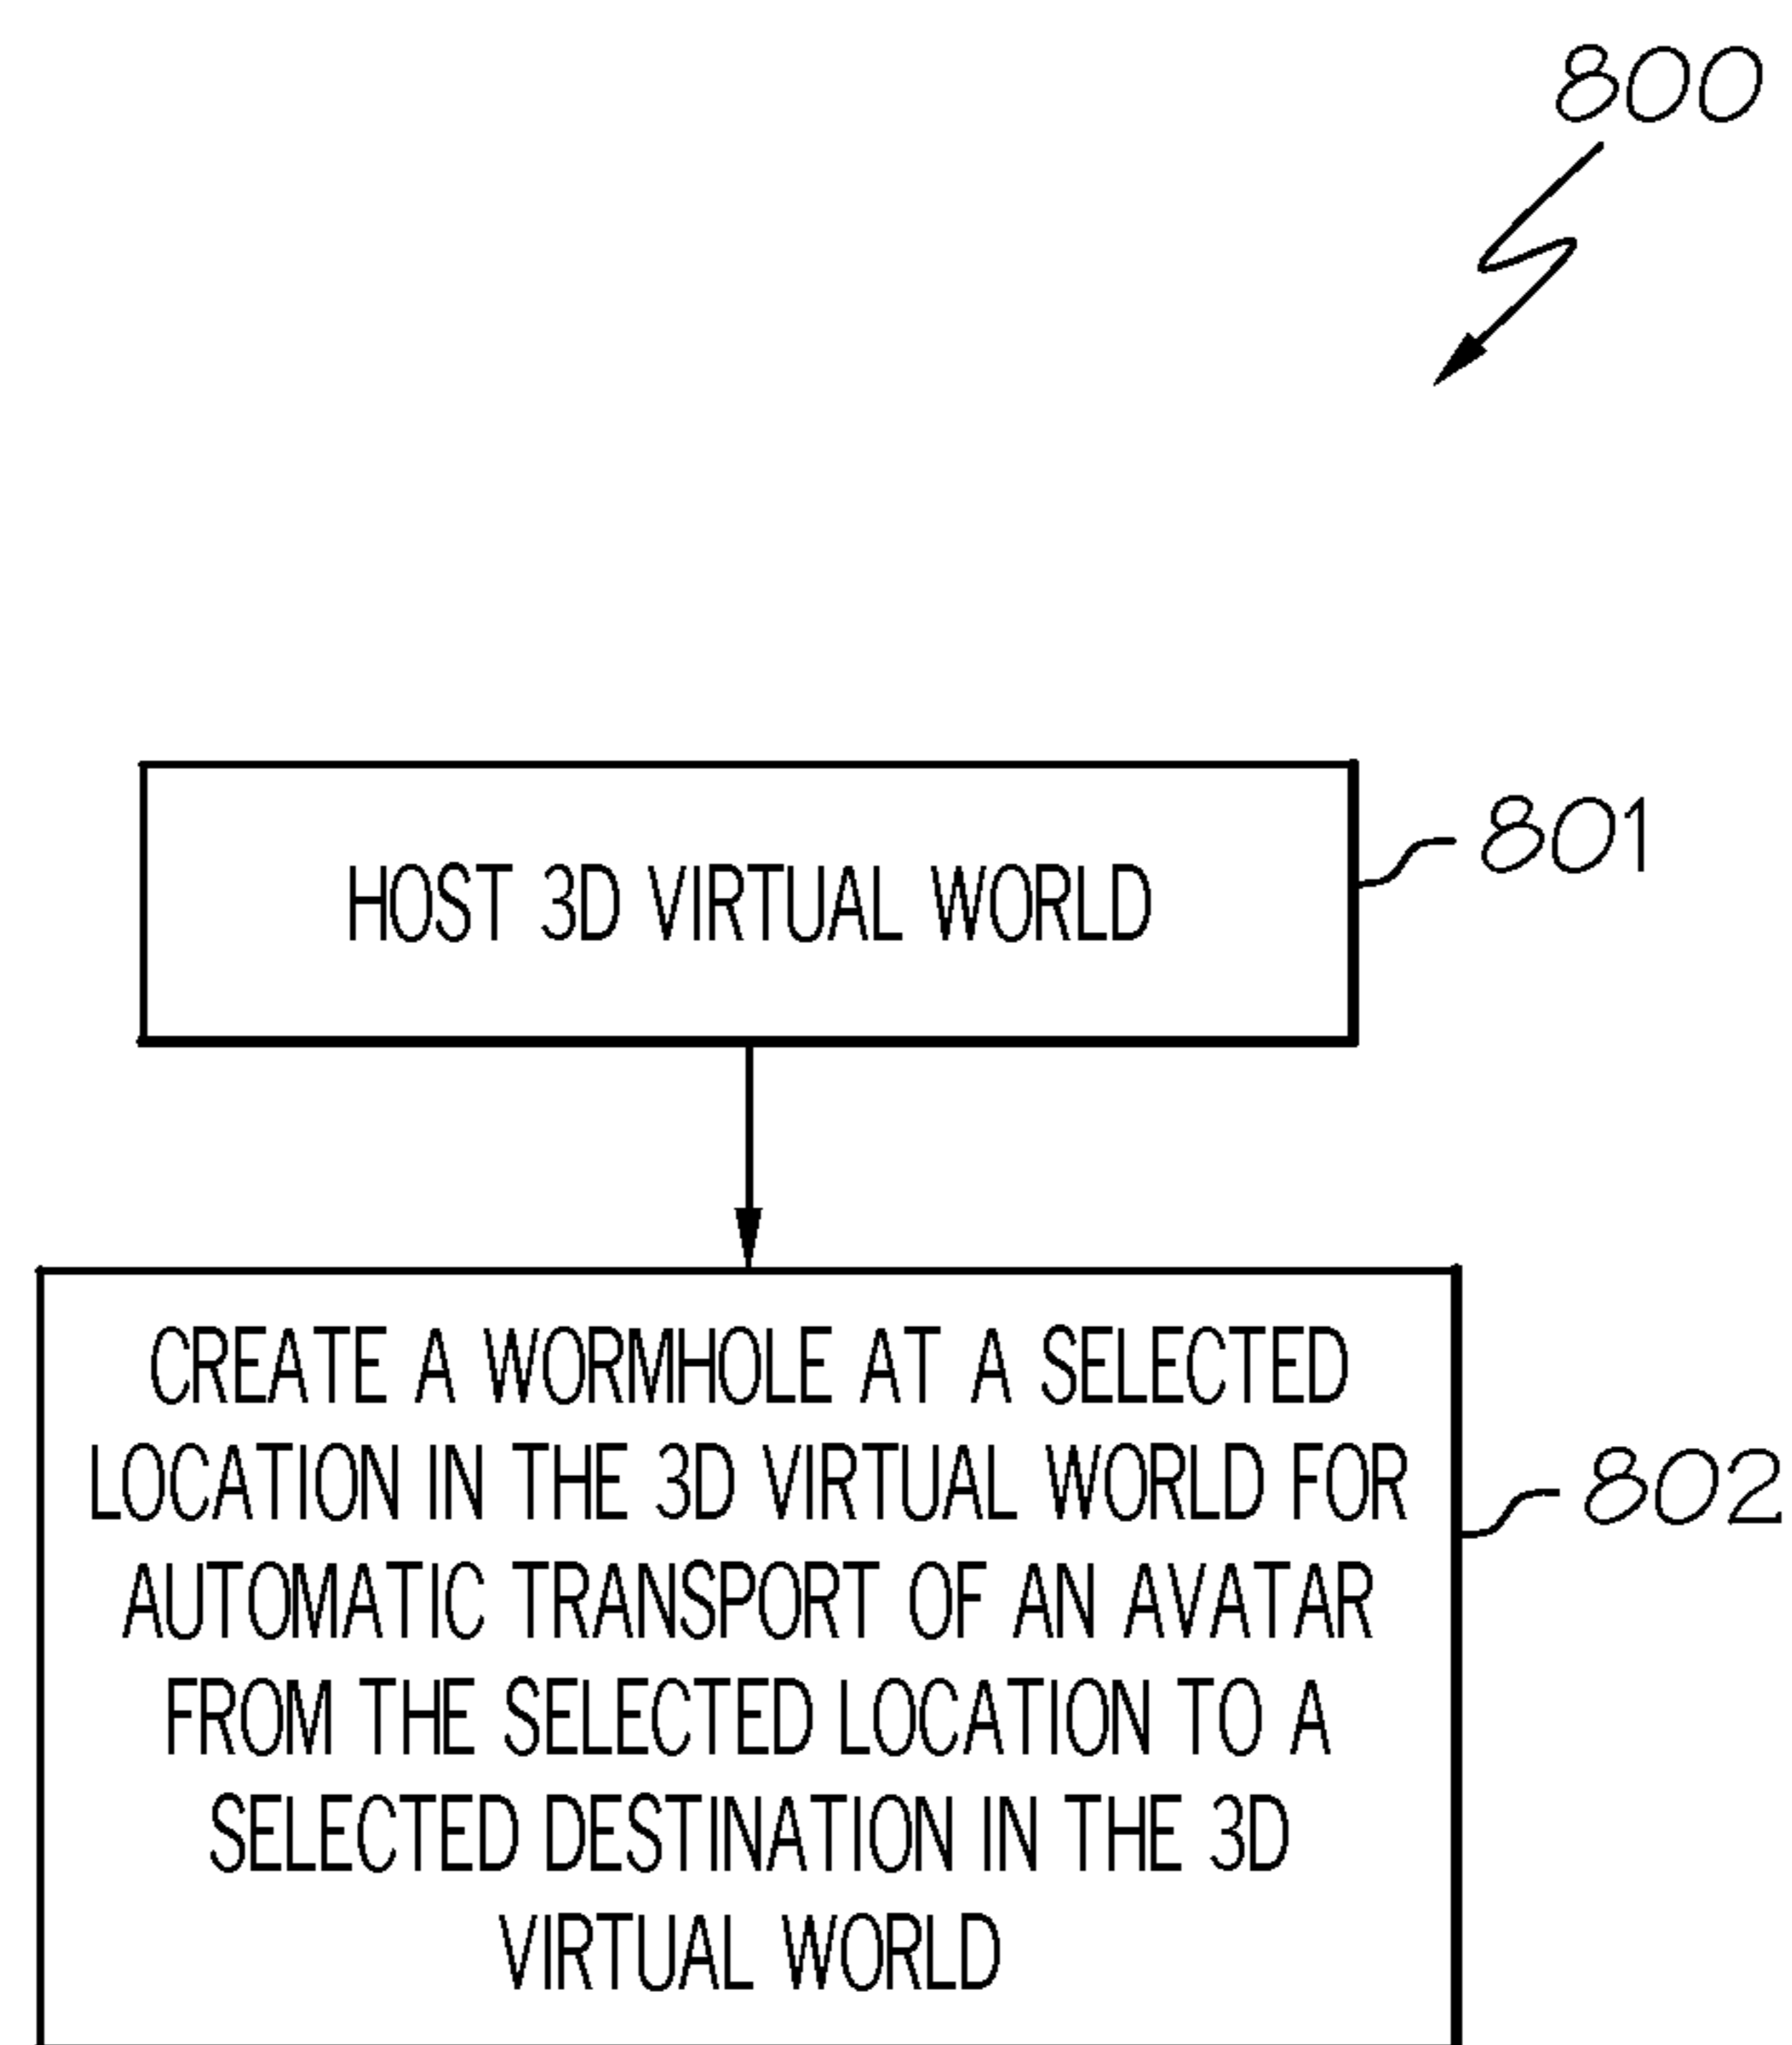 800
HOST 3D VIRTUAL WORLD
801
CREATE A WORMHOLE AT A SELECTED
LOCATION IN THE 3D VIRTUAL WORLD FOR
AUTOMATIC TRANSPORT OF AN AVATAR
FROM THE SELECTED LOCATION TO A
SELECTED DESTINATION IN THE 3D
VIRTUAL WORLD
802